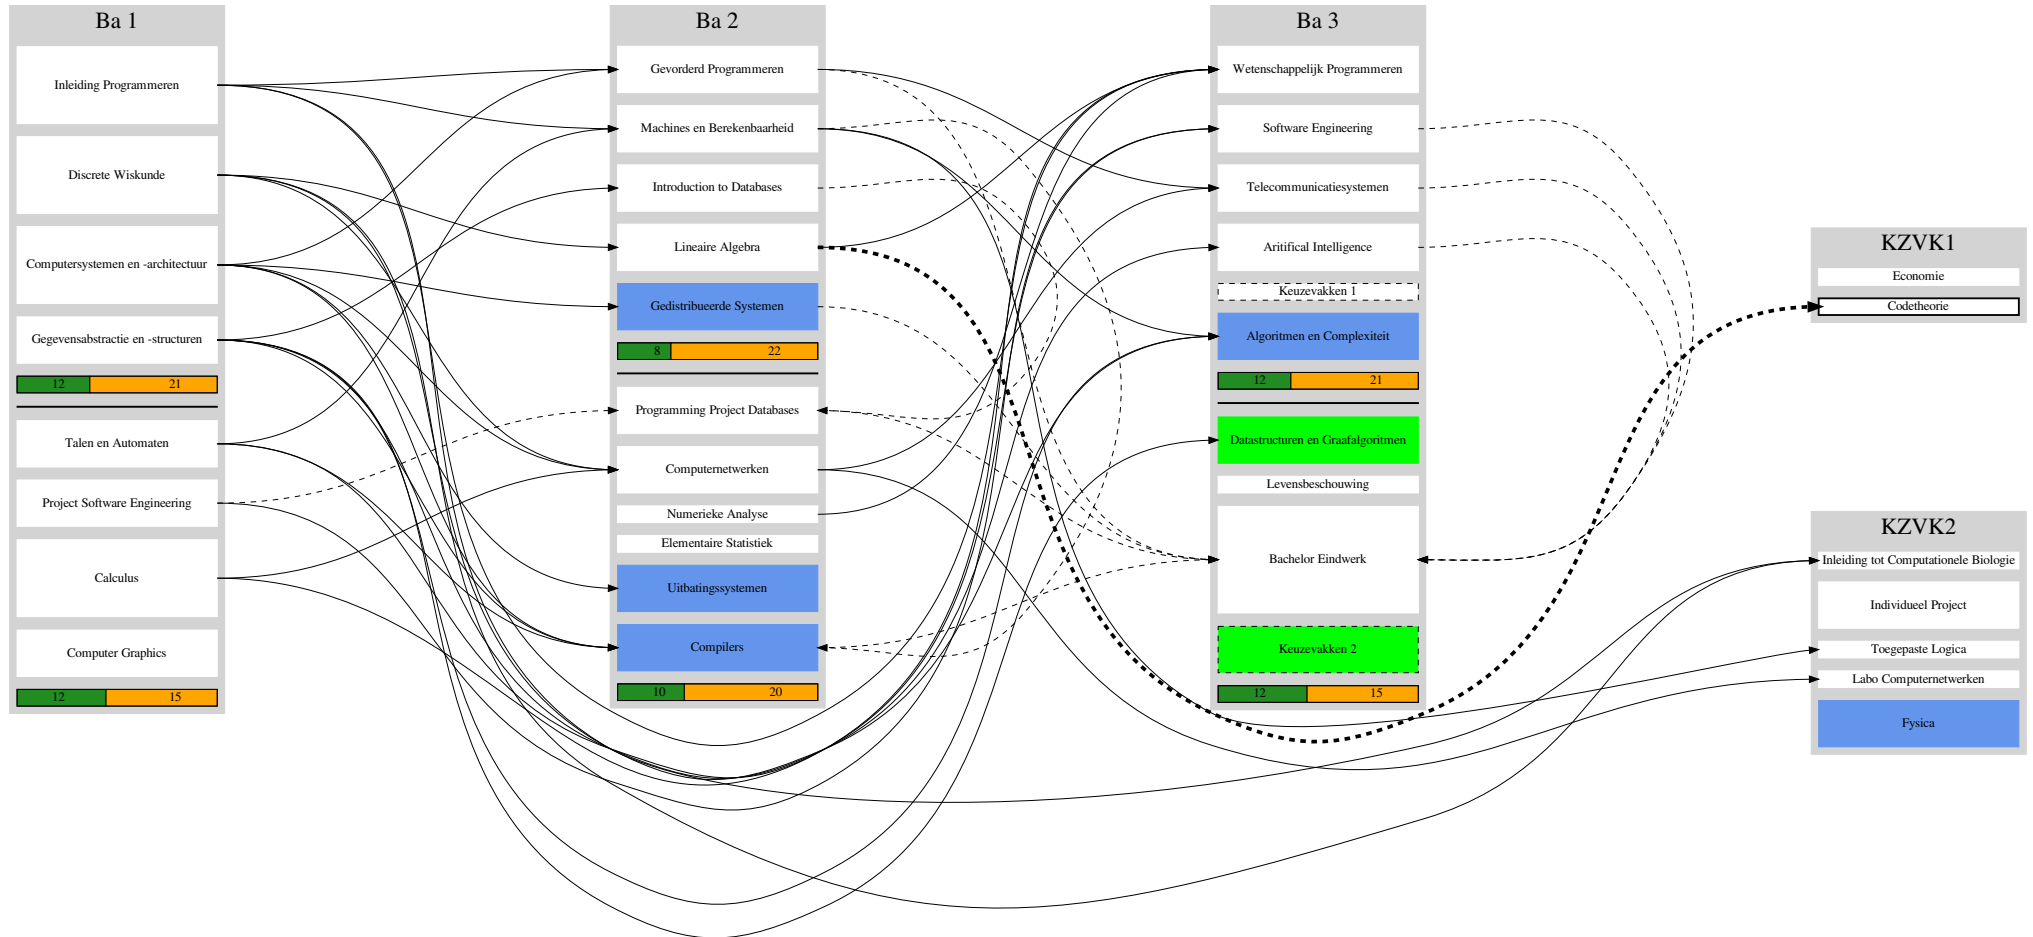 Ba 1
Inleiding Programmeren
Discrete Wiskunde
Computersystemen en -architectuur
Gegevensabstractie en -structuren
12 21
Talen en Automaten
Project Software Engineering
Calculus
Computer Graphics
12 15
Ba 2
Gevorderd Programmeren
Machines en Berekenbaarheid
Introduction to Databases
Lineaire Algebra
Gedistribueerde Systemen
8 22
Programming Project Databases
Computernetwerken
Numerieke Analyse
Elementaire Statistiek
Uitbatingssystemen
Compilers
10 20
Ba 3
Wetenschappelijk Programmeren
Software Engineering
Telecommunicatiesystemen
Aritifical Intelligence
Keuzevakken 1
Algoritmen en Complexiteit
12 21
Datastructuren en Graafalgoritmen
Levensbeschouwing
Bachelor Eindwerk
Keuzevakken 2
12 15
KZVK1
Economie
Codetheorie
KZVK2
Inleiding tot Computationele Biologie
Individueel Project
Toegepaste Logica
Labo Computernetwerken
Fysica